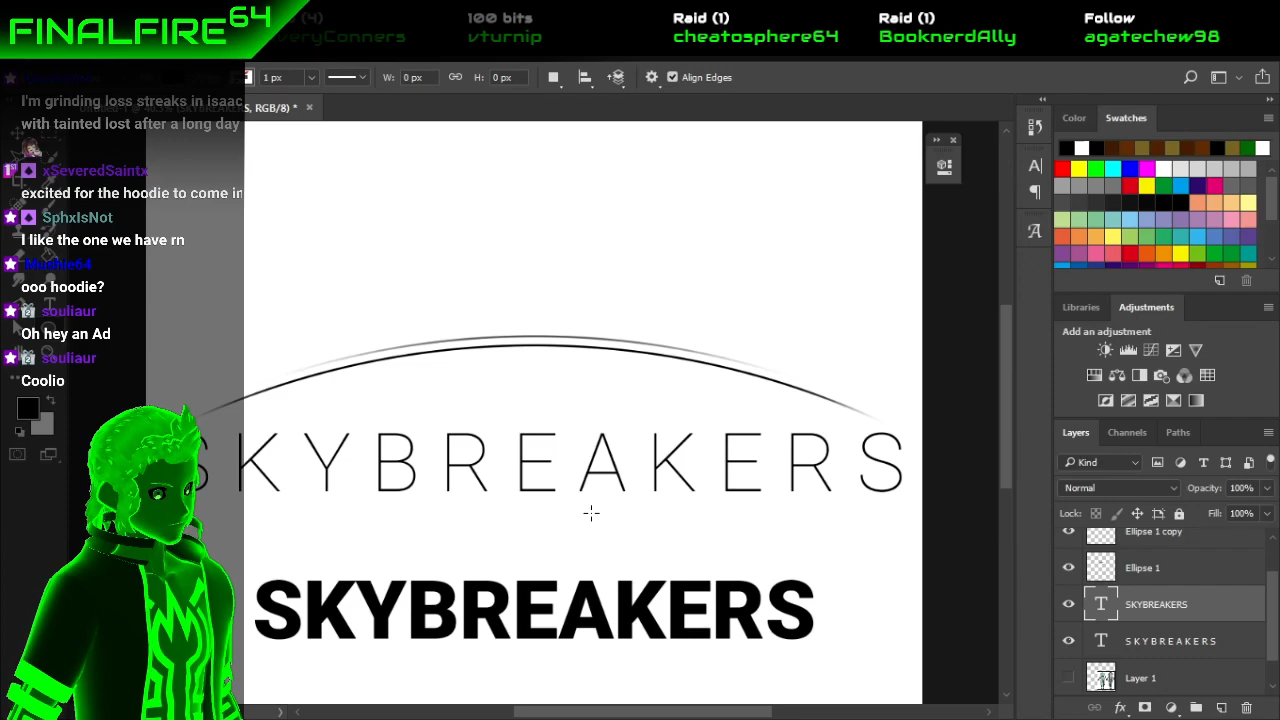 FINALFIRE64
100 bits
vturnip
Raid (1)
cheatosphere64
Raid (1)
BooknerdAlly
Follow
agatechew98
1 px
W: 0 px
H: 0 px
Align Edges
RGB/8) *
I'm grinding loss streaks in isaac
with tainted lost after a long day
xSeveredSaintx
excited for the hoodie to come in
SphxIsNot
I like the one we have rn
Mushie64
ooo hoodie?
souliaur
Oh hey an Ad
souliaur
Coolio
SKYBREAKERS
SKYBREAKERS
Color
Swatches
Libraries
Adjustments
Add an adjustment
Layers
Channels
Paths
Kind
Normal
Opacity: 100%
Lock:
Fill: 100%
Ellipse 1 copy
Ellipse 1
SKYBREAKERS
S K Y B R E A K E R S
Layer 1